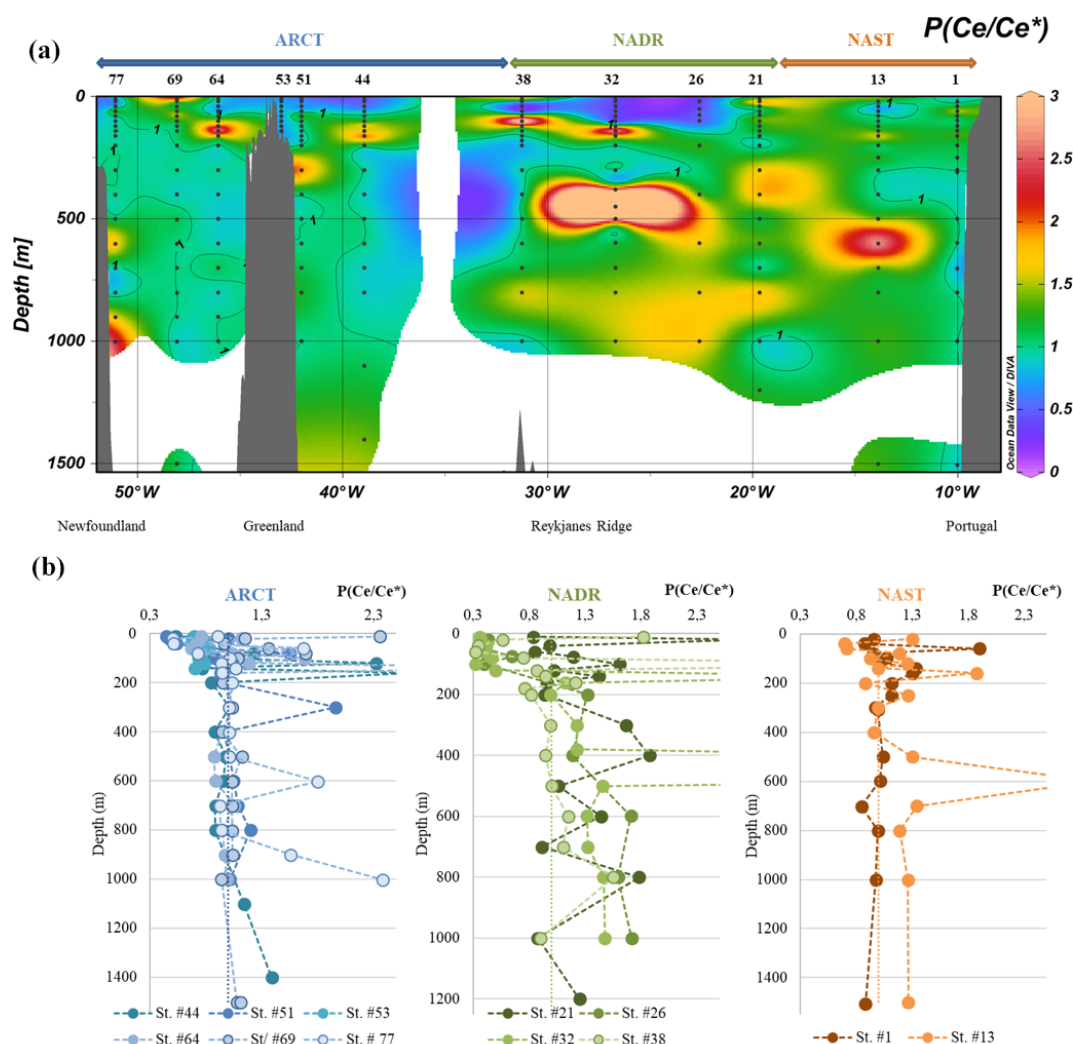 (a)
ARCT NADR NAST P(Ce/Ce*)
77 69 64 53 51 44 38 32 26 21 13 1
Depth [m]
0
500
1000
1500
1 1 1 1 1 1 1 1 1 1 1 1
50°W 40°W 30°W 20°W 10°W
3
2.5
2
1.5
1
0.5
0
Ocean Data View / DIVA
Newfoundland Greenland Reykjanes Ridge Portugal
(b)
ARCT P(Ce/Ce*)
0,3 1,3 2,3
Depth (m)
0
200
400
600
800
1000
1200
1400
St. #44 St. #51 St. #53
St. #64 St/ #69 St. # 77
NADR P(Ce/Ce*)
0,3 0,8 1,3 1,8 2,3
Depth (m)
0
200
400
600
800
1000
1200
St. #21 St. #26
St. #32 St. #38
NAST P(Ce/Ce*)
0,3 0,8 1,3 1,8 2,3
Depth (m)
0
200
400
600
800
1000
1200
1400
St. #1 St. #13